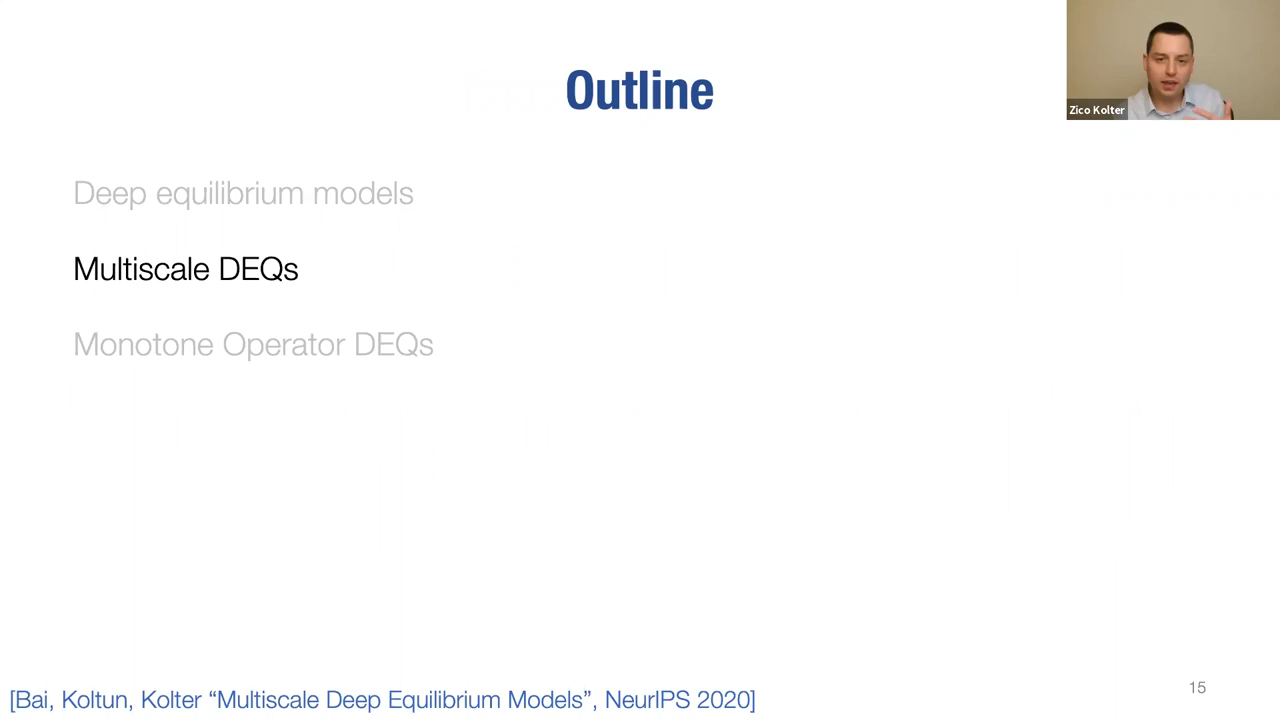 Outline
Zico Kolter
Deep equilibrium models
Multiscale DEQs
Monotone Operator DEQs
[Bai, Koltun, Kolter “Multiscale Deep Equilibrium Models”, NeurIPS 2020]
15